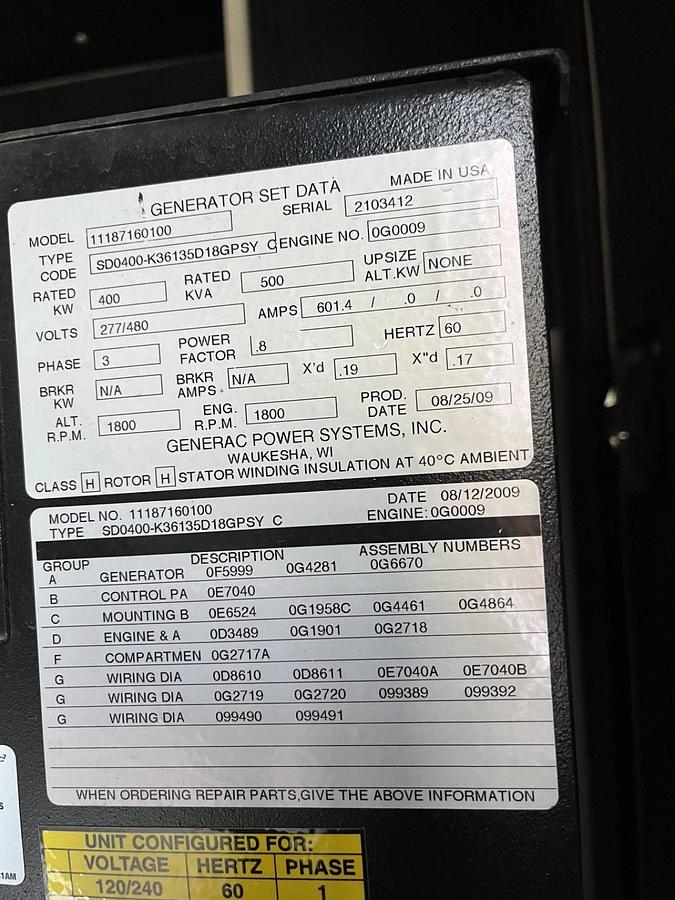 GENERATOR SET DATA
MADE IN USA
MODEL 11187160100 SERIAL 2103412
TYPE CODE SD0400-K36135D18GPSY C ENGINE NO. 0G0009
RATED KW 400 RATED KVA 500 UPSIZE ALT.KW NONE
VOLTS 277/480 AMPS 601.4 / .0 / .0
PHASE 3 POWER FACTOR .8 HERTZ 60
BRKR KW N/A BRKR AMPS N/A X'd .19 X"d .17
ALT. R.P.M. 1800 ENG. R.P.M. 1800 PROD. DATE 08/25/09
GENERAC POWER SYSTEMS, INC.
WAUKESHA, WI
CLASS H ROTOR H STATOR WINDING INSULATION AT 40°C AMBIENT
MODEL NO. 11187160100 DATE 08/12/2009
TYPE SD0400-K36135D18GPSY C ENGINE: 0G0009
GROUP DESCRIPTION ASSEMBLY NUMBERS
A GENERATOR 0F5999 0G4281 0G6670
B CONTROL PA 0E7040
C MOUNTING B 0E6524 0G1958C 0G4461 0G4864
D ENGINE & A 0D3489 0G1901 0G2718
F COMPARTMEN 0G2717A
G WIRING DIA 0D8610 0D8611 0E7040A 0E7040B
G WIRING DIA 0G2719 0G2720 099389 099392
G WIRING DIA 099490 099491
WHEN ORDERING REPAIR PARTS,GIVE THE ABOVE INFORMATION
UNIT CONFIGURED FOR:
VOLTAGE HERTZ PHASE
120/240 60 1